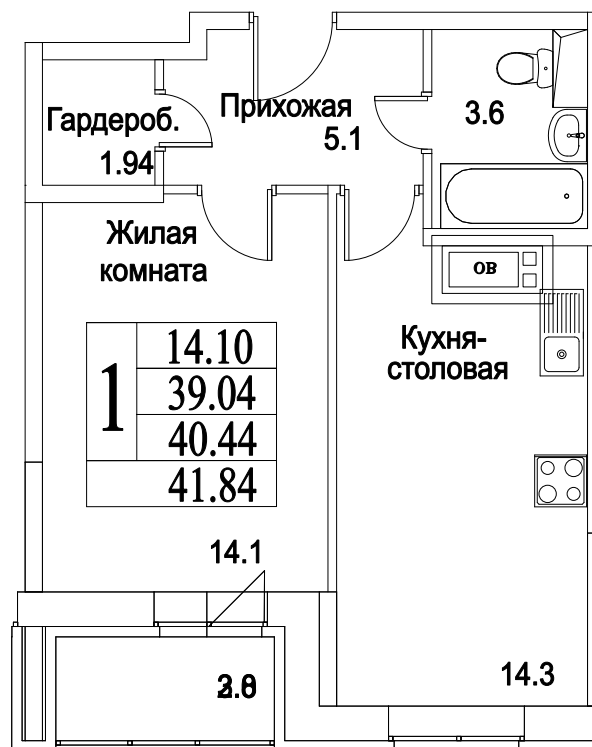 Гардероб.
1.94
Прихожая
5.1
3.6
Жилая
комната
ОВ
Кухня-
столовая
1
14.10
39.04
40.44
41.84
14.1
14.3